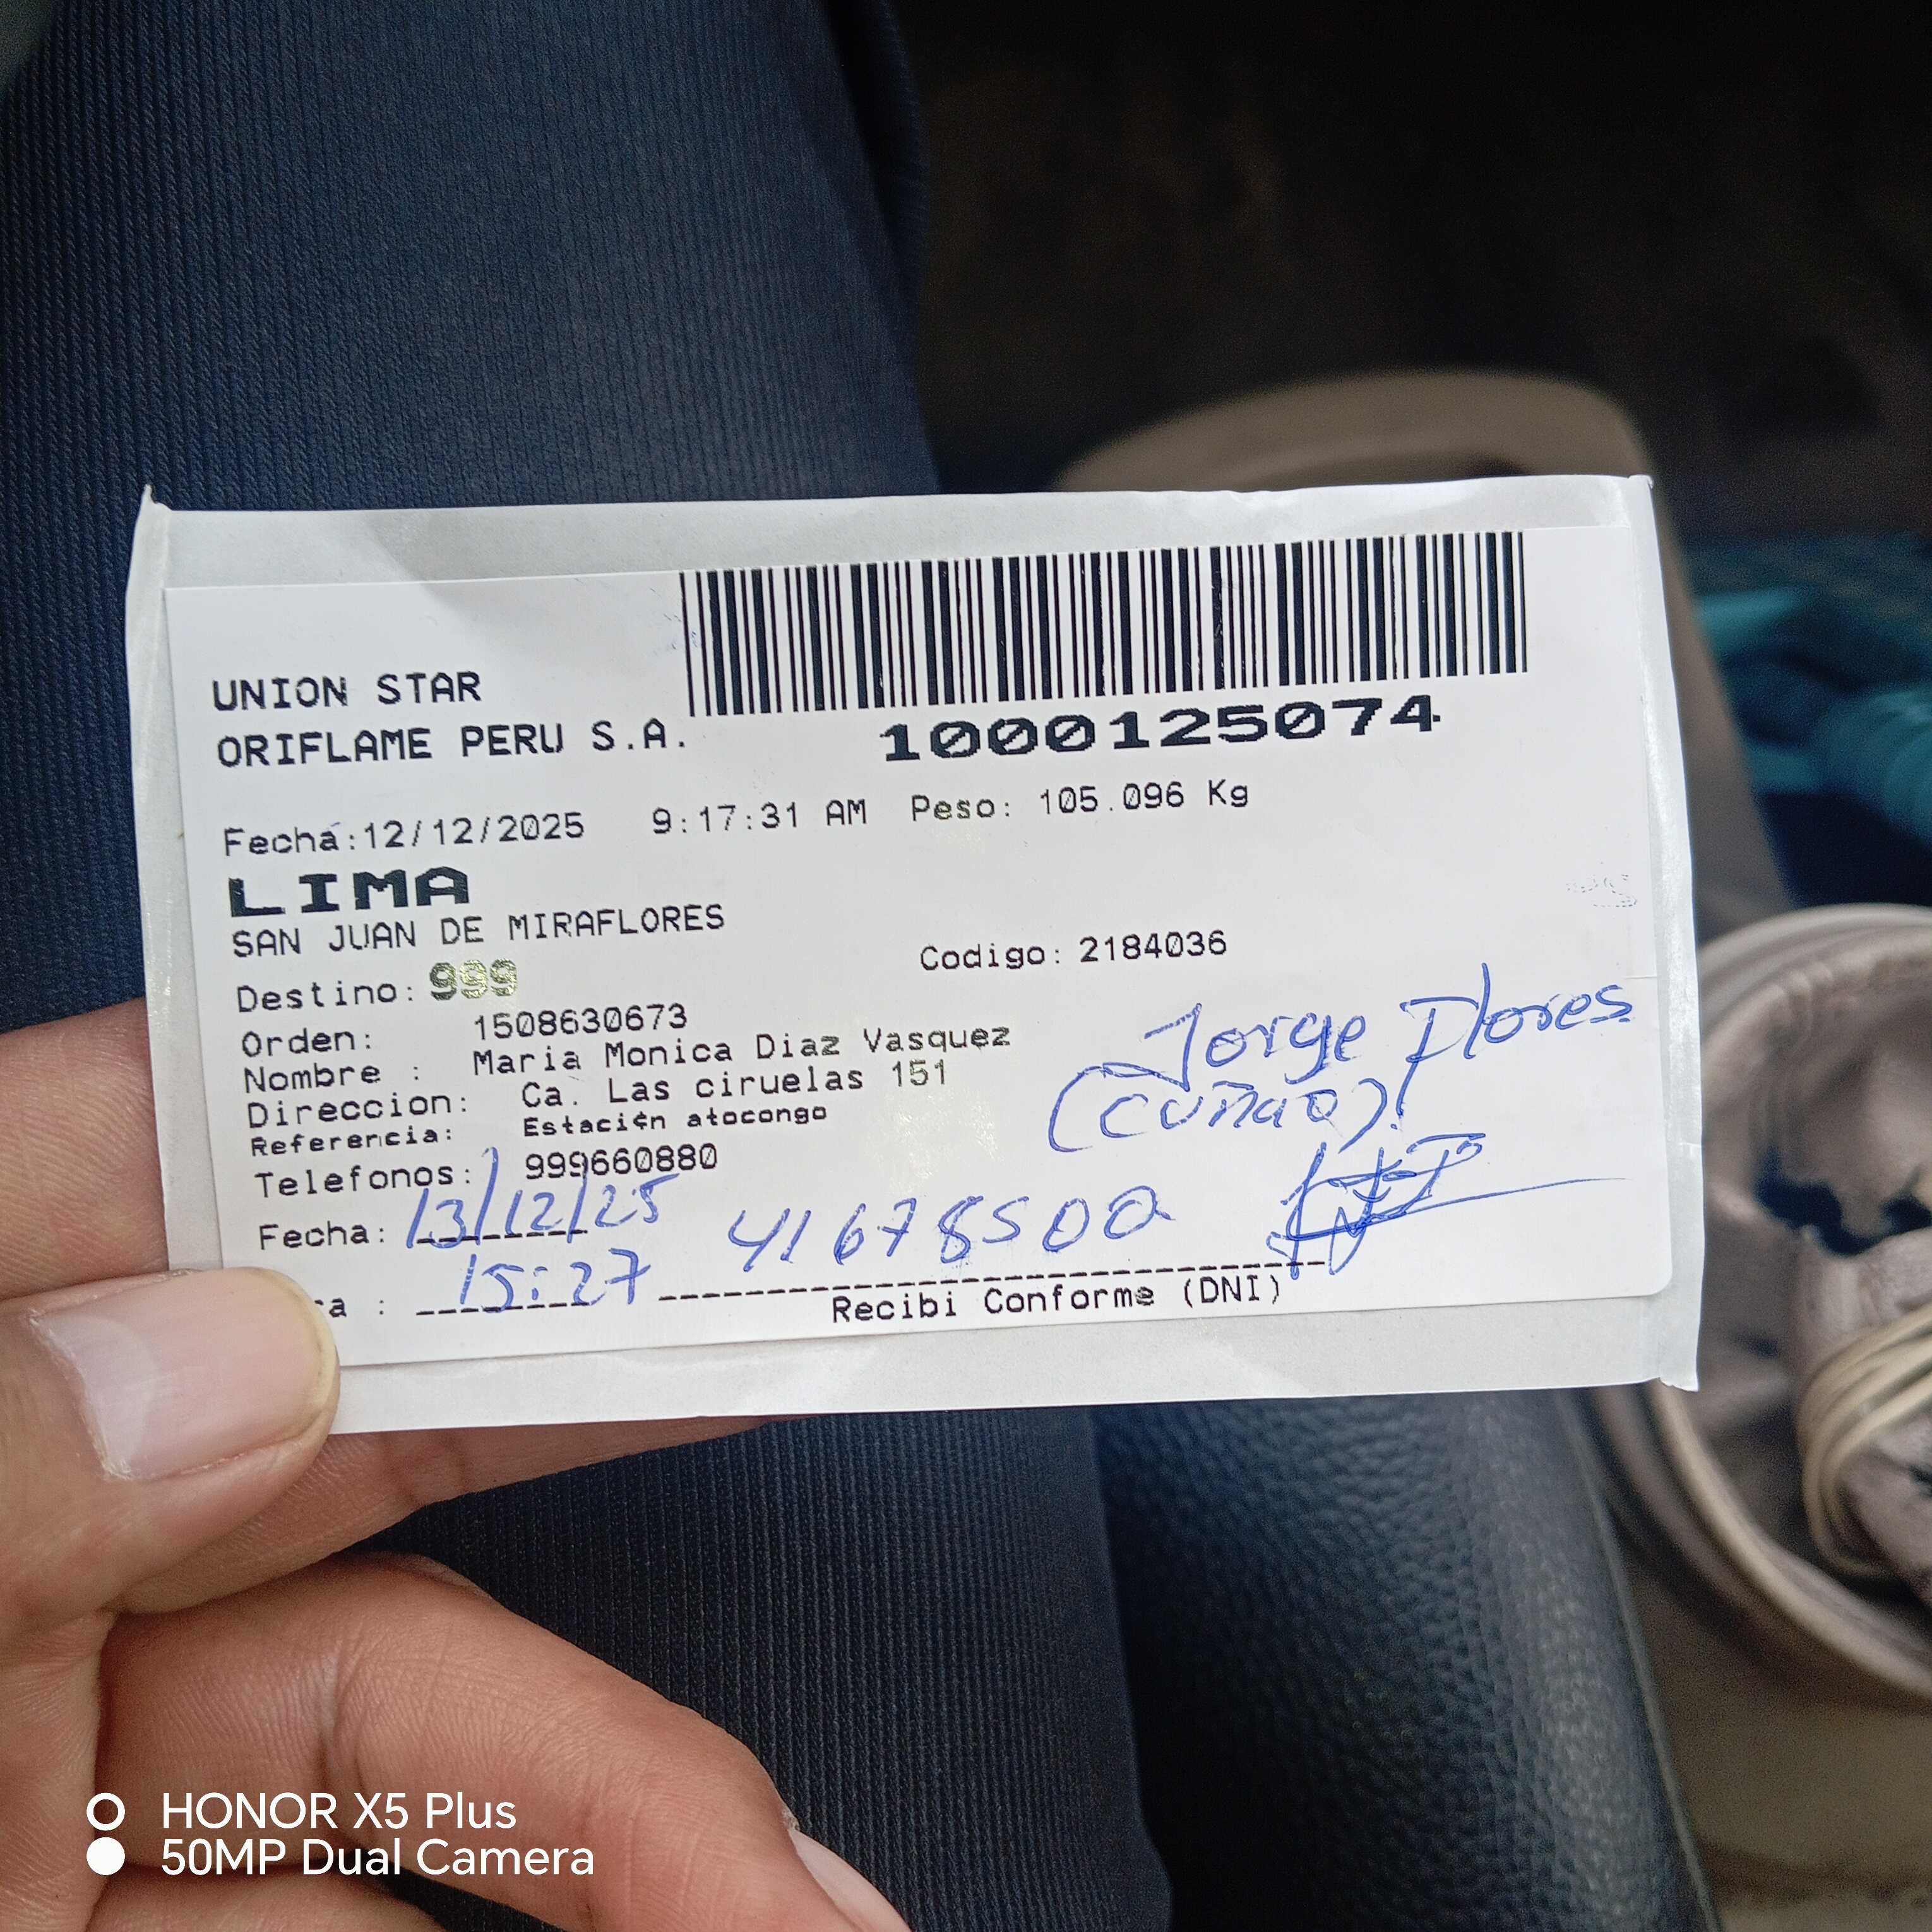 UNION STAR
ORIFLAME PERU S.A.
1000125074
Fecha:12/12/2025 9:17:31 AM Peso: 105.096 Kg
LIMA
SAN JUAN DE MIRAFLORES
Destino: 999 Codigo: 2184036
Orden: 1508630673
Nombre : Maria Monica Diaz Vasquez
Direccion: Ca. Las ciruelas 151
Referencia: Estación atocongo
Telefonos: 999660880
Jorge Flores
(cuñao)
Fecha: 13/12/25 41678500
ra : 15:27
Recibi Conforme (DNI)
HONOR X5 Plus
50MP Dual Camera